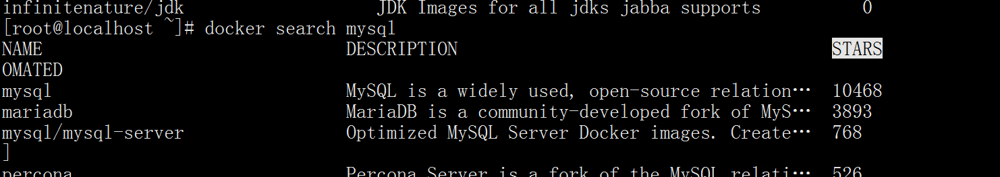 infinitenature/jdk JDK Images for all jdks jabba supports 0
[root@localhost ~]# docker search mysql
NAME DESCRIPTION STARS
OMATED
mysql MySQL is a widely used, open-source relation… 10468
mariadb MariaDB is a community-developed fork of MyS… 3893
mysql/mysql-server Optimized MySQL Server Docker images. Create… 768
]
percona Percona Server is a fork of the MySQL relati… 526